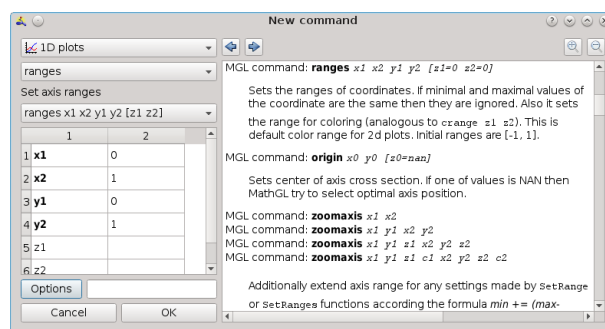 New command
1D plots
ranges
Set axis ranges
ranges x1 x2 y1 y2 [z1 z2]
1 2
1 x1 0
2 x2 1
3 y1 0
4 y2 1
5 z1
6 z2
Options
Cancel OK
MGL command: ranges x1 x2 y1 y2 [z1=0 z2=0]
Sets the ranges of coordinates. If minimal and maximal values of
the coordinate are the same then they are ignored. Also it sets
the range for coloring (analogous to crange z1 z2). This is
default color range for 2d plots. Initial ranges are [-1, 1].
MGL command: origin x0 y0 [z0=nan]
Sets center of axis cross section. If one of values is NAN then
MathGL try to select optimal axis position.
MGL command: zoomaxis x1 x2
MGL command: zoomaxis x1 y1 x2 y2
MGL command: zoomaxis x1 y1 z1 x2 y2 z2
MGL command: zoomaxis x1 y1 z1 c1 x2 y2 z2 c2
Additionally extend axis range for any settings made by SetRange
or SetRanges functions according the formula min += (max-